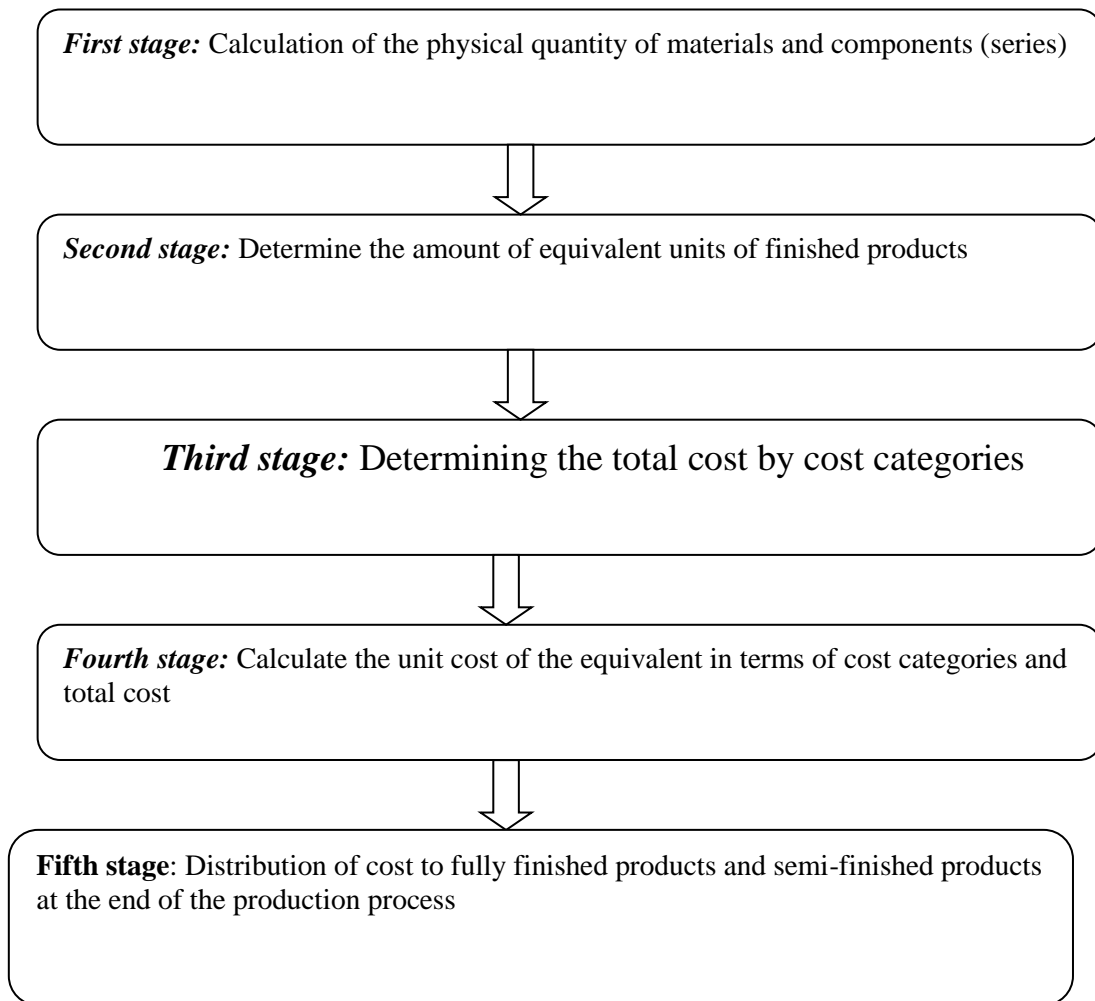 First stage: Calculation of the physical quantity of materials and components (series)
Second stage: Determine the amount of equivalent units of finished products
Third stage: Determining the total cost by cost categories
Fourth stage: Calculate the unit cost of the equivalent in terms of cost categories and
total cost
Fifth stage: Distribution of cost to fully finished products and semi-finished products
at the end of the production process